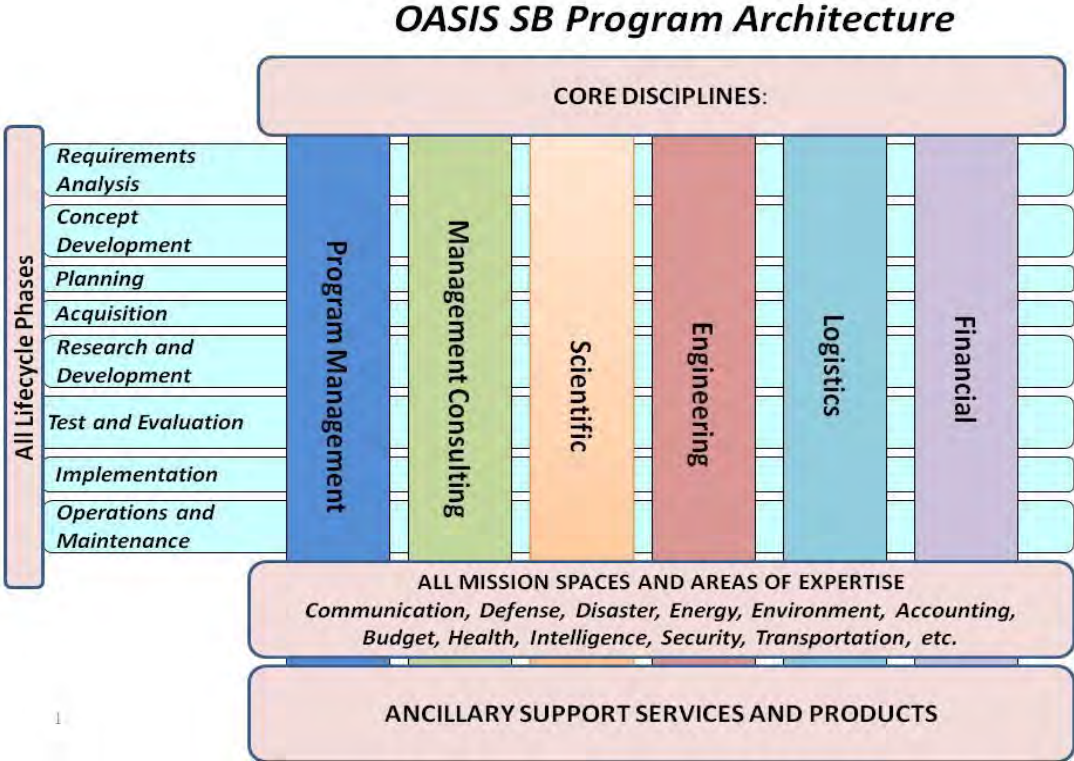 OASIS SB Program Architecture
CORE DISCIPLINES:
All Lifecycle Phases
Requirements
Analysis
Concept
Development
Planning
Acquisition
Research and
Development
Test and Evaluation
Implementation
Operations and
Maintenance
Program Management
Management Consulting
Scientific
Engineering
Logistics
Financial
ALL MISSION SPACES AND AREAS OF EXPERTISE
Communication, Defense, Disaster, Energy, Environment, Accounting,
Budget, Health, Intelligence, Security, Transportation, etc.
ANCILLARY SUPPORT SERVICES AND PRODUCTS
1